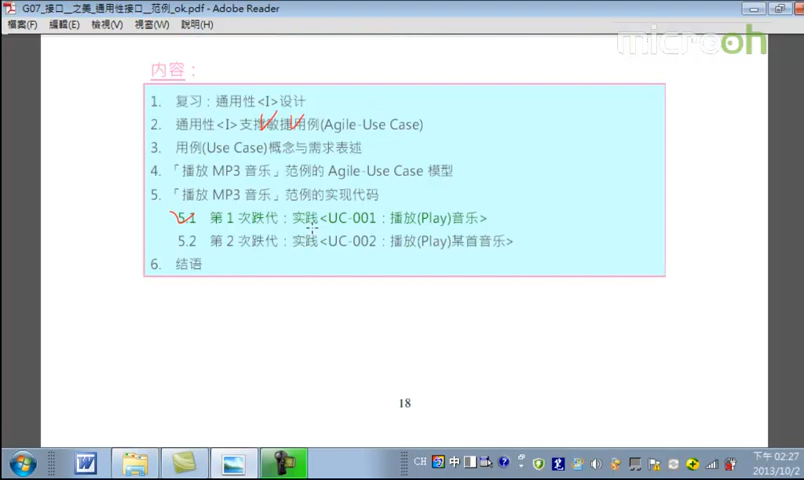 G07_接口__之美_通用性接口__范例_ok.pdf - Adobe Reader
檔案(F) 編輯(E) 檢視(V) 視窗(W) 說明(H)
microoh
内容：
1. 复习：通用性<I>设计
2. 通用性<I>支撑敏捷用例(Agile-Use Case)
3. 用例(Use Case)概念与需求表述
4. 「播放 MP3 音乐」范例的 Agile-Use Case 模型
5. 「播放 MP3 音乐」范例的实现代码
5.1 第 1 次跌代：实践<UC-001：播放(Play)音乐>
5.2 第 2 次跌代：实践<UC-002：播放(Play)某首音乐>
6. 结语
18
CH 中
下午 02:27
2013/10/2